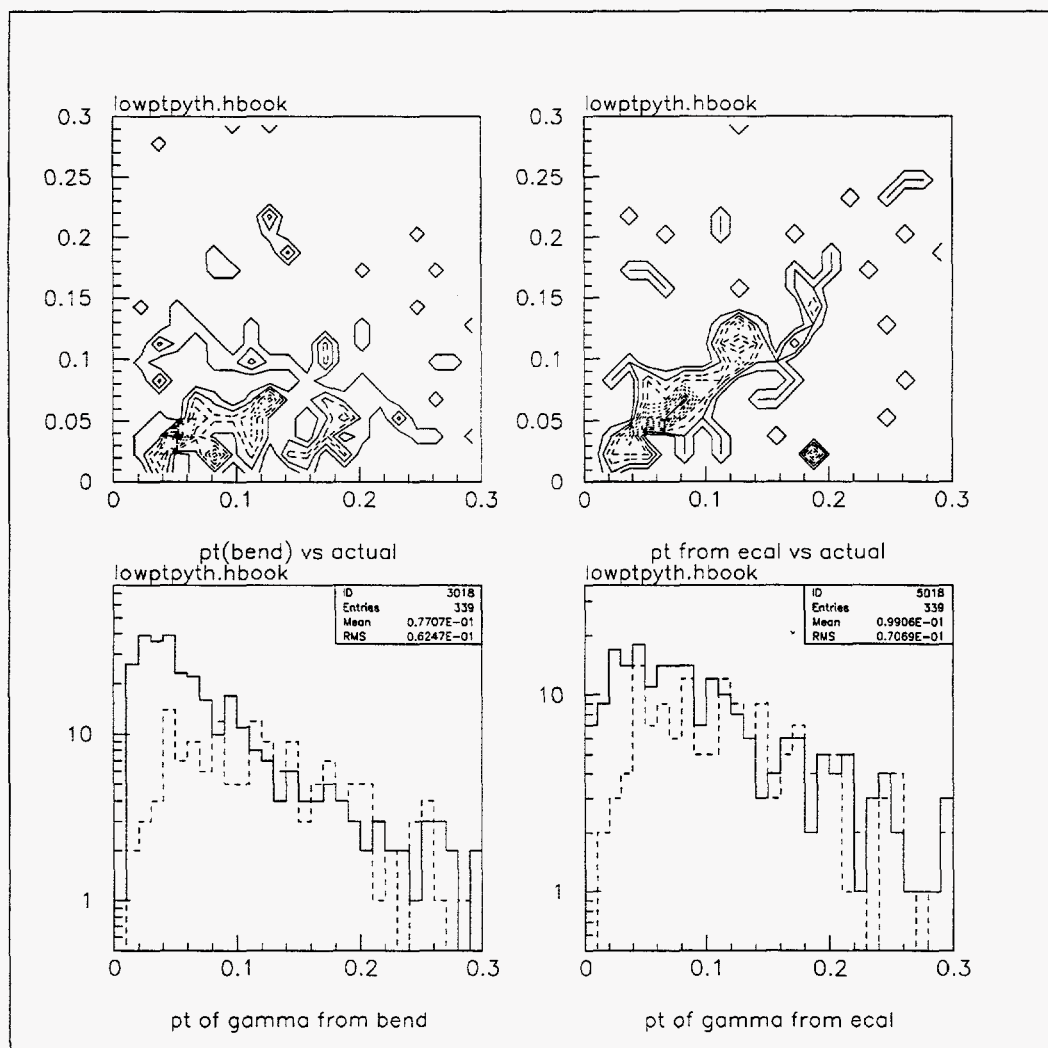 lowptpyth.hbook
0.3
0.25
0.2
0.15
0.1
0.05
0
0 0.1 0.2 0.3
pt(bend) vs actual
lowptpyth.hbook
0.3
0.25
0.2
0.15
0.1
0.05
0
0 0.1 0.2 0.3
pt from ecal vs actual
lowptpyth.hbook
ID 3018
Entries 339
Mean 0.7707E-01
RMS 0.6247E-01
10
1
0 0.1 0.2 0.3
pt of gamma from bend
lowptpyth.hbook
ID 5018
Entries 339
Mean 0.9906E-01
RMS 0.7069E-01
10
1
0 0.1 0.2 0.3
pt of gamma from ecal